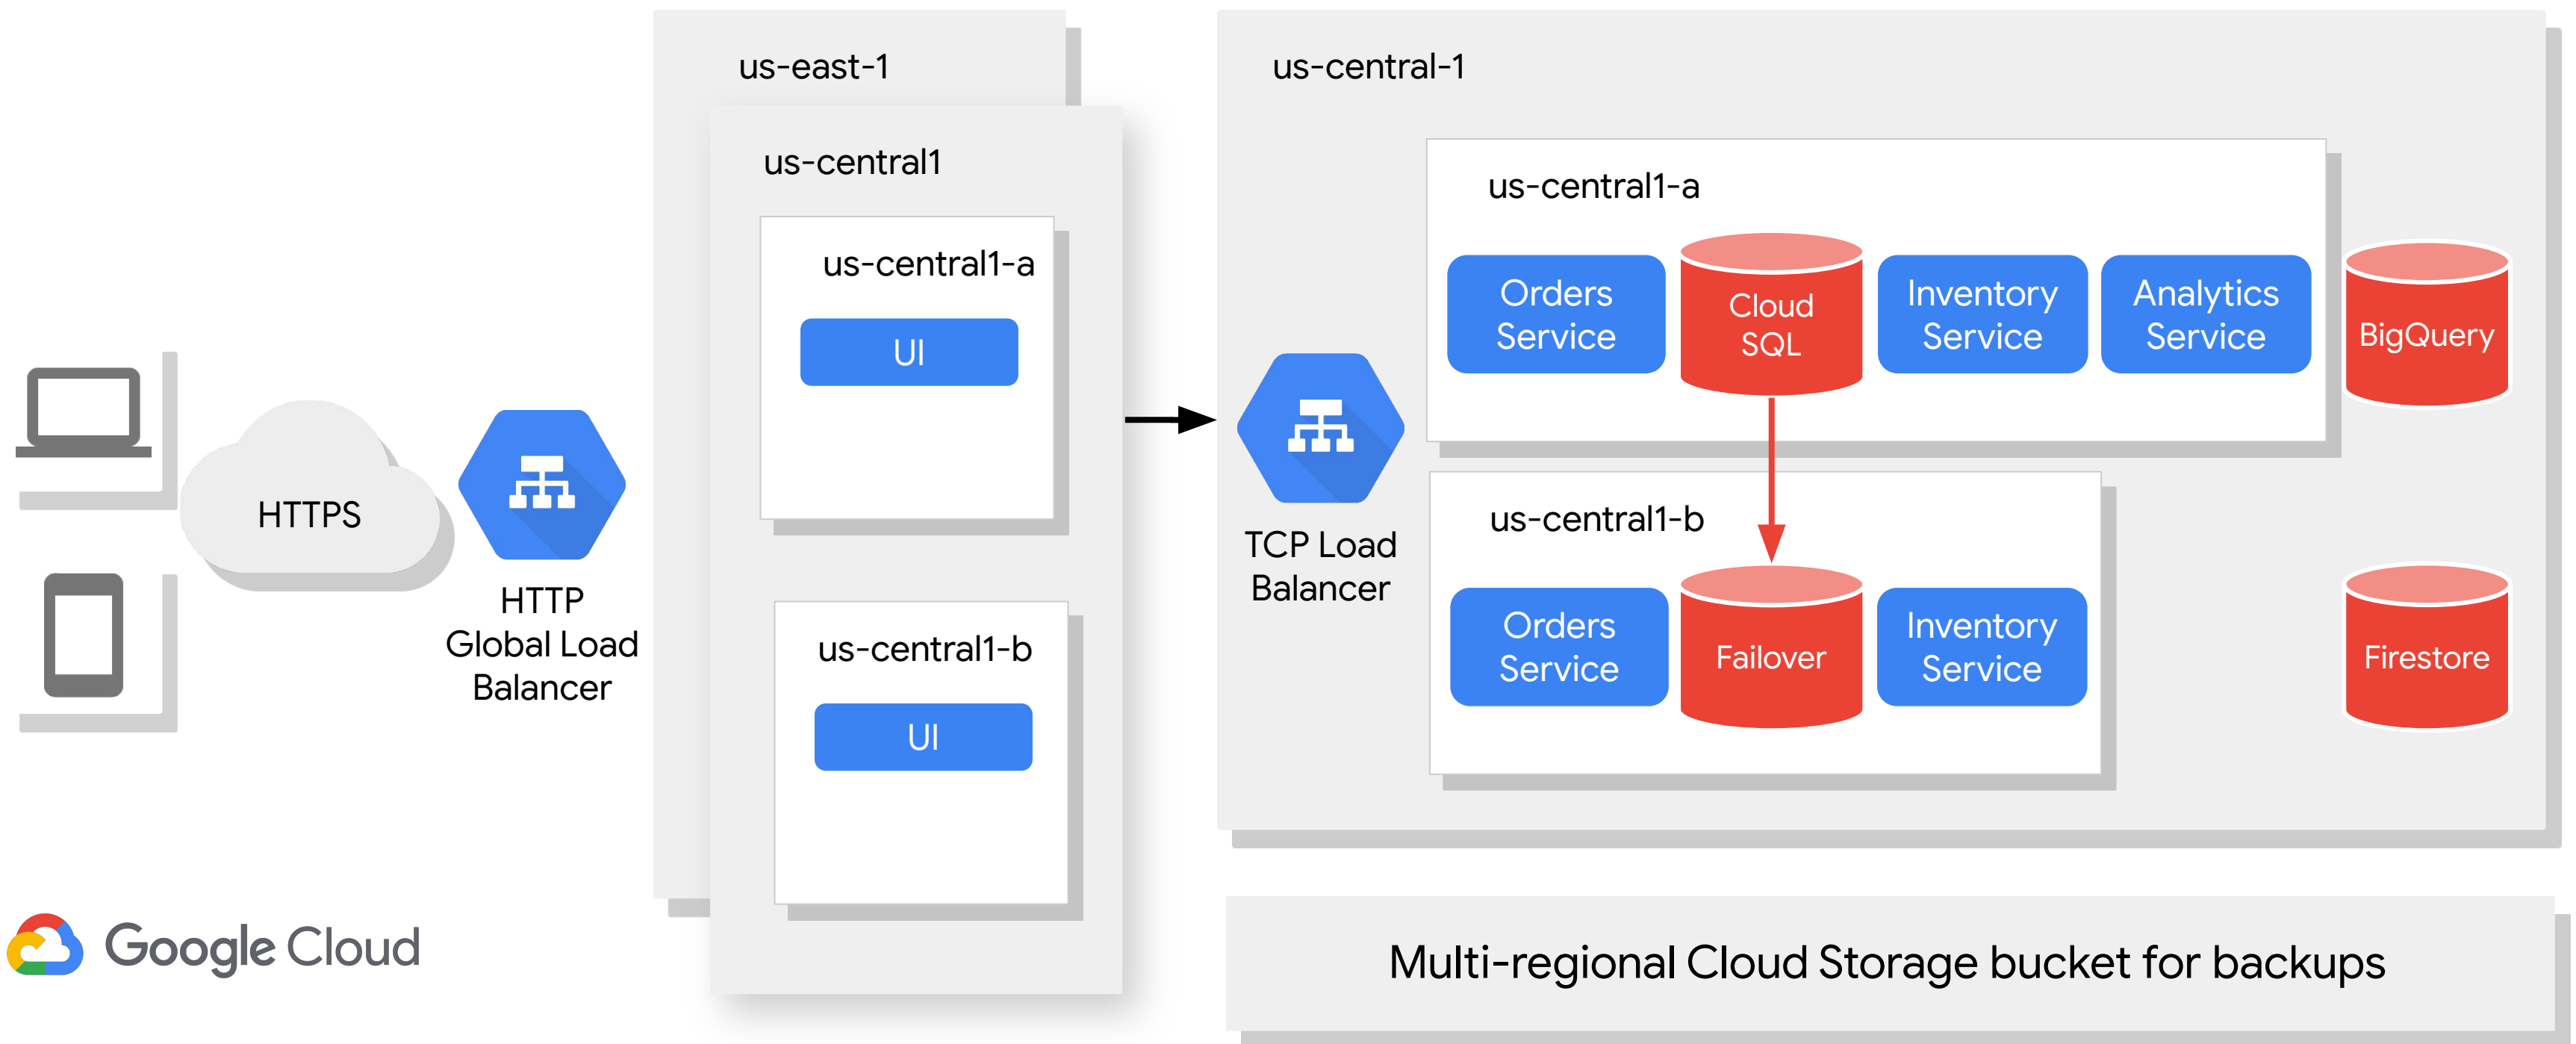 us-east-1
us-central1
us-central1-a
UI
us-central1-b
UI
HTTPS
HTTP
Global Load
Balancer
us-central-1
us-central1-a
Orders
Service
Cloud
SQL
Inventory
Service
Analytics
Service
BigQuery
TCP Load
Balancer
us-central1-b
Orders
Service
Failover
Inventory
Service
Firestore
Google Cloud
Multi-regional Cloud Storage bucket for backups